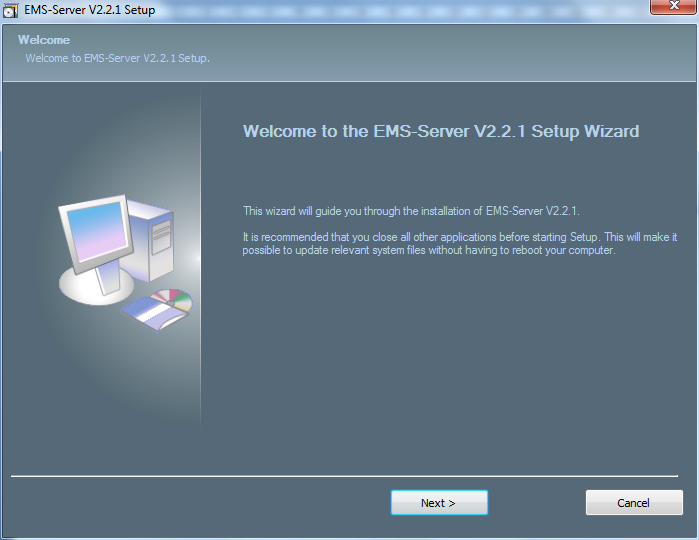 EMS-Server V2.2.1 Setup
Welcome
Welcome to EMS-Server V2.2.1 Setup.
Welcome to the EMS-Server V2.2.1 Setup Wizard
This wizard will guide you through the installation of EMS-Server V2.2.1.
It is recommended that you close all other applications before starting Setup. This will make it
possible to update relevant system files without having to reboot your computer.
Next >
Cancel